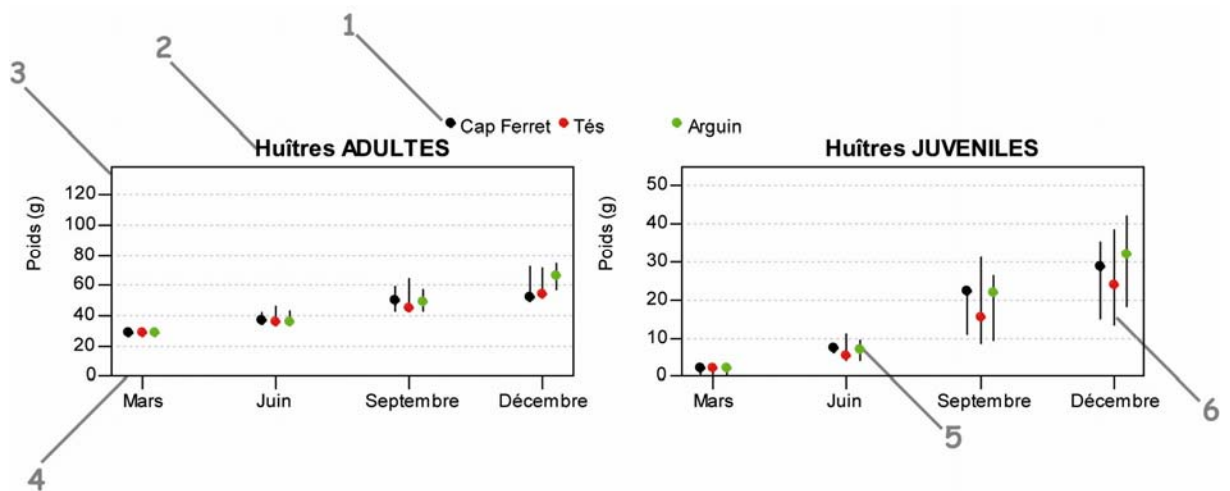 1
2
3
Cap Ferret Tés Arguin
Huîtres ADULTES
Poids (g)
120
100
80
60
40
20
0
Mars Juin Septembre Décembre
4
Huîtres JUVENILES
Poids (g)
50
40
30
20
10
0
Mars Juin Septembre Décembre
5
6